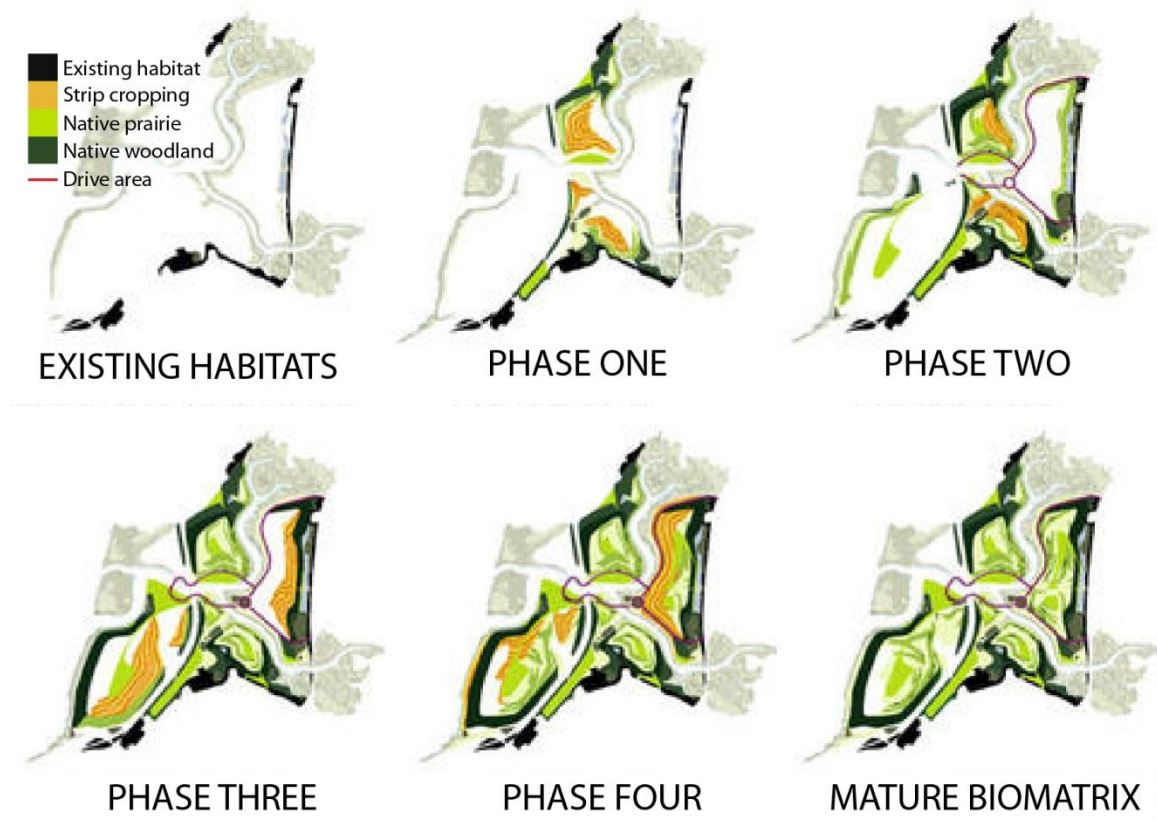 Existing habitat
Strip cropping
Native prairie
Native woodland
Drive area
EXISTING HABITATS
PHASE ONE
PHASE TWO
PHASE THREE
PHASE FOUR
MATURE BIOMATRIX